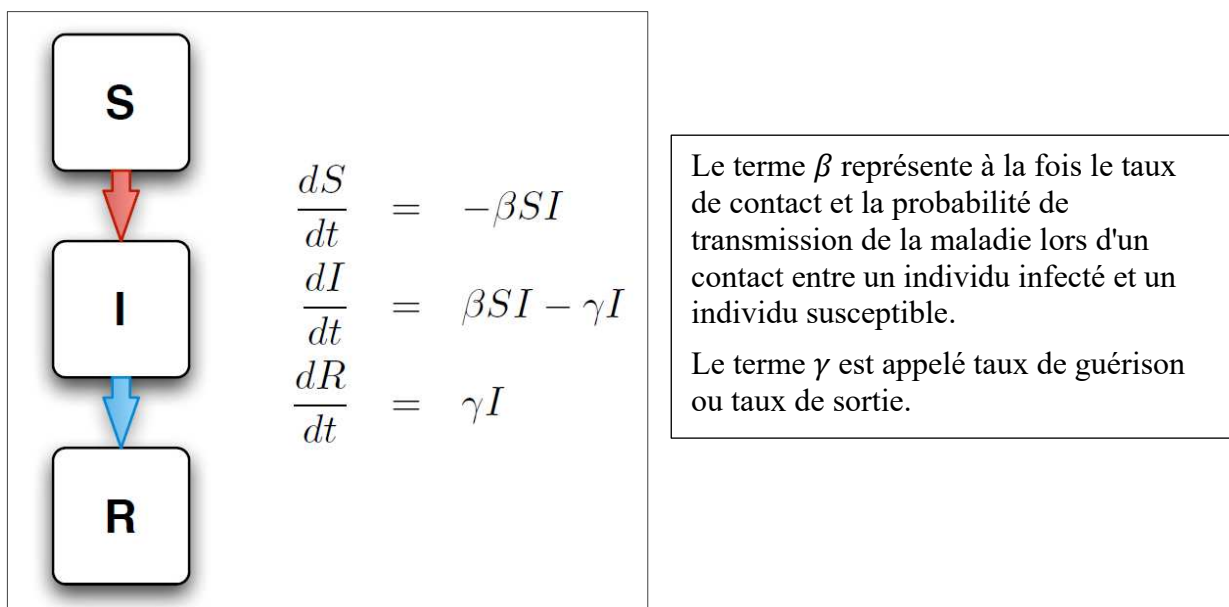 S
I
R
dS/dt = −βSI
dI/dt = βSI − γI
dR/dt = γI
Le terme β représente à la fois le taux
de contact et la probabilité de
transmission de la maladie lors d'un
contact entre un individu infecté et un
individu susceptible.
Le terme γ est appelé taux de guérison
ou taux de sortie.